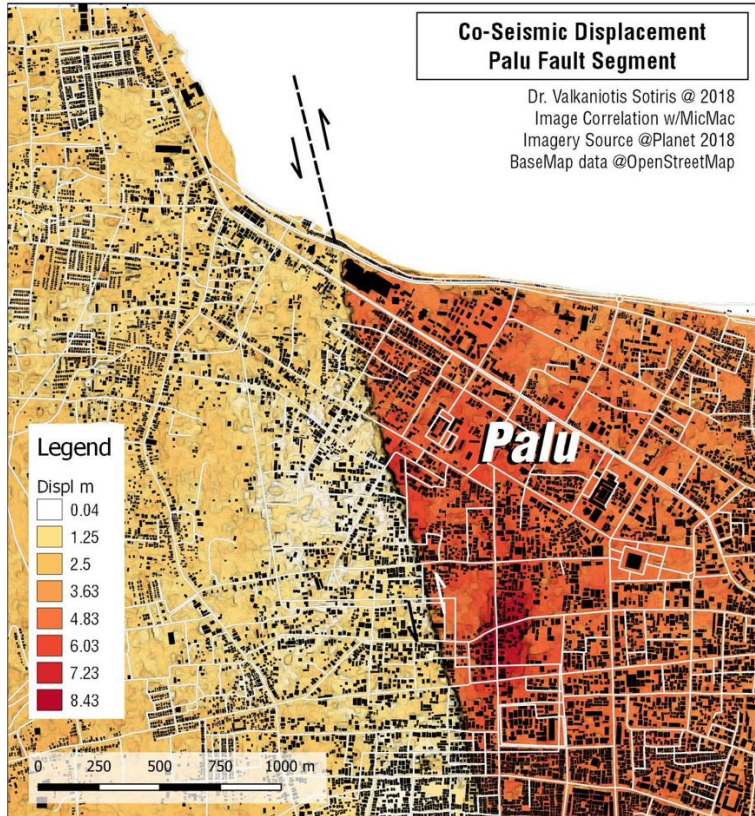 Co-Seismic Displacement
Palu Fault Segment
Dr. Valkaniotis Sotiris @ 2018
Image Correlation w/MicMac
Imagery Source @Planet 2018
BaseMap data @OpenStreetMap
Palu
Legend
Displ m
0.04
1.25
2.5
3.63
4.83
6.03
7.23
8.43
0 250 500 750 1000 m